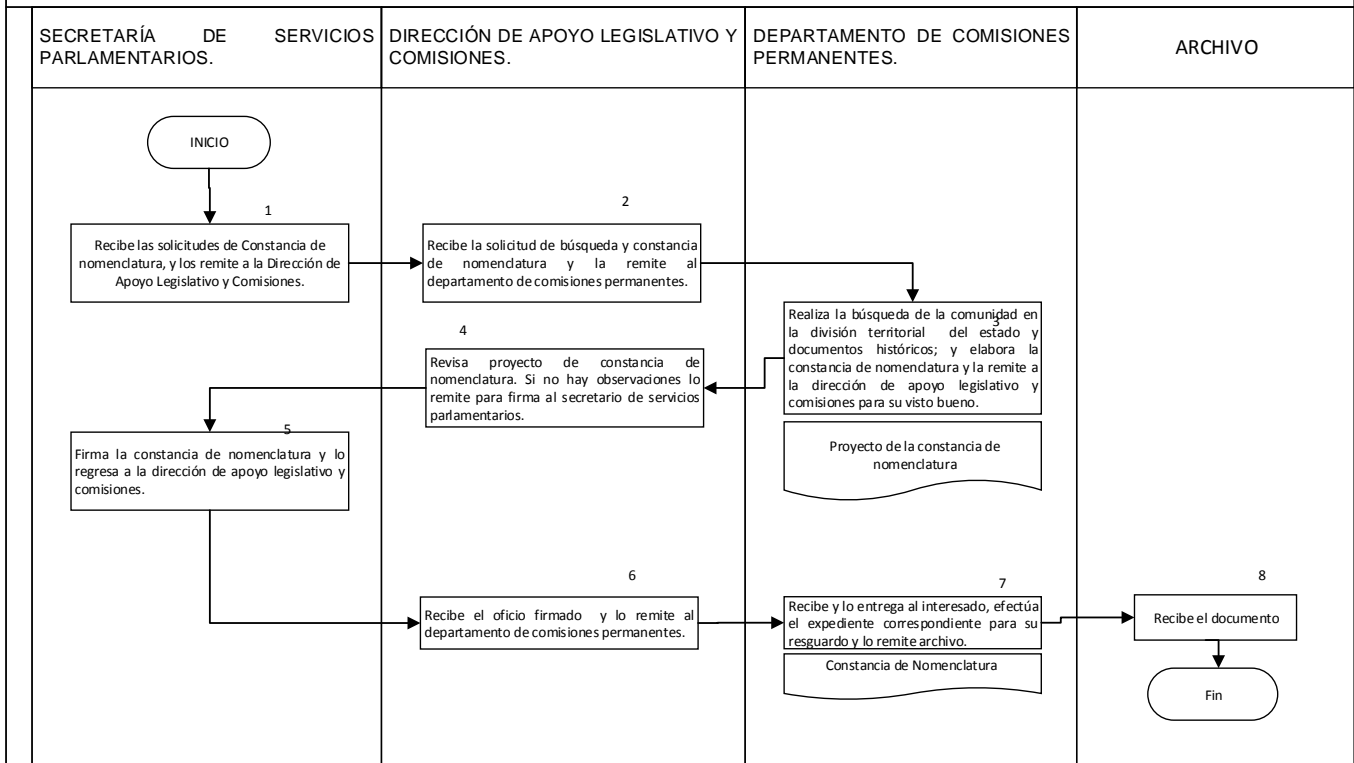 SECRETARÍA DE SERVICIOS
PARLAMENTARIOS.
DIRECCIÓN DE APOYO LEGISLATIVO Y
COMISIONES.
DEPARTAMENTO DE COMISIONES
PERMANENTES.
ARCHIVO
INICIO
1
Recibe las solicitudes de Constancia de
nomenclatura, y los remite a la Dirección de
Apoyo Legislativo y Comisiones.
2
Recibe la solicitud de búsqueda y constancia
de nomenclatura y la remite al
departamento de comisiones permanentes.
3
Realiza la búsqueda de la comunidad en
la división territorial del estado y
documentos históricos; y elabora la
constancia de nomenclatura y la remite a
la dirección de apoyo legislativo y
comisiones para su visto bueno.
Proyecto de la constancia de
nomenclatura
4
Revisa proyecto de constancia de
nomenclatura. Si no hay observaciones lo
remite para firma al secretario de servicios
parlamentarios.
5
Firma la constancia de nomenclatura y lo
regresa a la dirección de apoyo legislativo y
comisiones.
6
Recibe el oficio firmado y lo remite al
departamento de comisiones permanentes.
7
Recibe y lo entrega al interesado, efectúa
el expediente correspondiente para su
resguardo y lo remite archivo.
Constancia de Nomenclatura
8
Recibe el documento
Fin